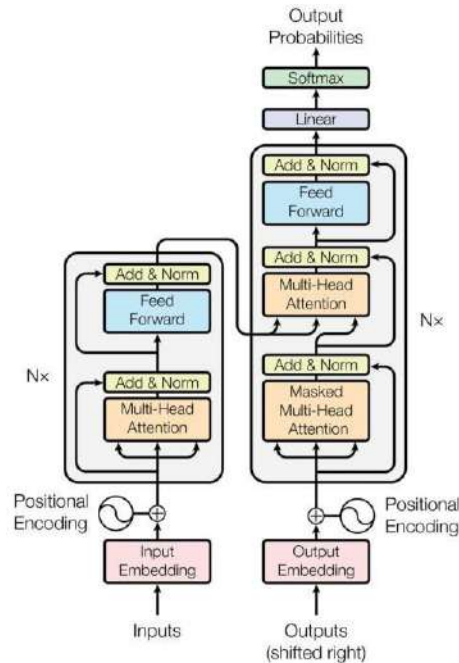 Output
Probabilities
Softmax
Linear
Add & Norm
Feed
Forward
Add & Norm
Multi-Head
Attention
Add & Norm
Masked
Multi-Head
Attention
Nx
Add & Norm
Feed
Forward
Add & Norm
Multi-Head
Attention
Nx
Positional
Encoding
Positional
Encoding
Input
Embedding
Output
Embedding
Inputs
Outputs
(shifted right)